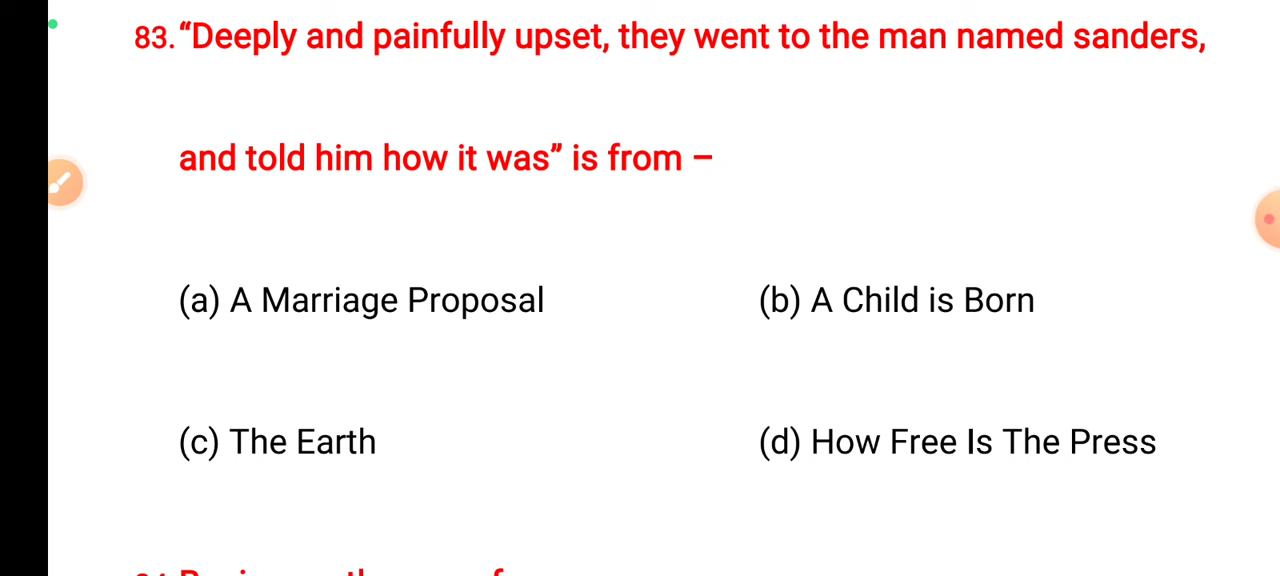 83. “Deeply and painfully upset, they went to the man named sanders,
and told him how it was” is from –
(a) A Marriage Proposal (b) A Child is Born
(c) The Earth (d) How Free Is The Press